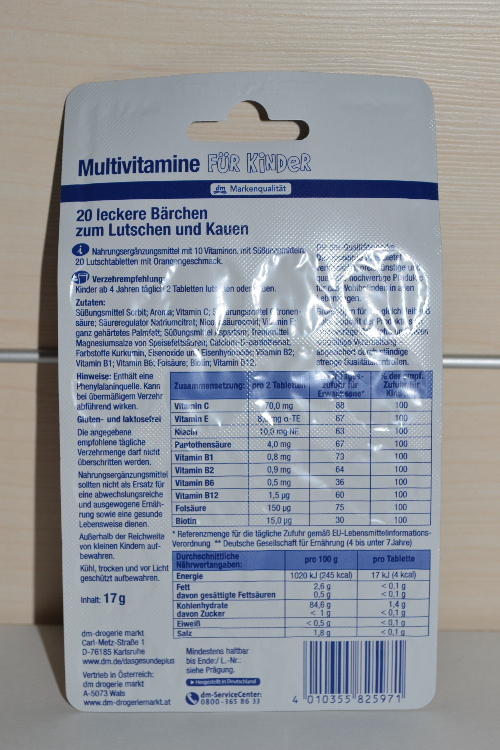 Multivitamine FÜR KINDER
dm Markenqualität
20 leckere Bärchen
zum Lutschen und Kauen
Nahrungsergänzungsmittel mit 10 Vitaminen, mit Süßungsmitteln.
20 Lutschtabletten mit Orangengeschmack.
Verzehrempfehlung:
Kinder ab 4 Jahren täglich 2 Tabletten lutschen oder kauen.
Zutaten:
Süßungsmittel Sorbit; Aroma; Vitamin C;
säure; Säureregulator Natriumcitrat; Vitamin E;
ganz gehärtetes Palmfett; Süßungsmittel Aspartam; Trennmittel
Magnesiumsalze von Speisefettsäuren; Calcium-D-pantothenat;
Farbstoffe Kurkumin, Eisenoxide und Eisenhydroxide; Vitamin B2;
Vitamin B1; Vitamin B6; Folsäure; Biotin; Vitamin B12.
Hinweise: Enthält eine
Phenylalaninquelle. Kann
bei übermäßigem Verzehr
abführend wirken.
Gluten- und laktosefrei
Die angegebene
empfohlene tägliche
Verzehrmenge darf nicht
überschritten werden.
Nahrungsergänzungsmittel
sollten nicht als Ersatz für
eine abwechslungsreiche
und ausgewogene Ernäh-
rung sowie eine gesunde
Lebensweise dienen.
Außerhalb der Reichweite
von kleinen Kindern auf-
bewahren.
Kühl, trocken und vor Licht
geschützt aufbewahren.
Inhalt: 17 g
Zusammensetzung: pro 2 Tabletten
Vitamin C 70,0 mg 88 100
Vitamin E 8,0 mg α-TE 67 100
Niacin 10,0 mg NE 63 100
Pantothensäure 4,0 mg 67 100
Vitamin B1 0,8 mg 73 100
Vitamin B2 0,9 mg 64 100
Vitamin B6 0,5 mg 36 100
Vitamin B12 1,5 µg 60 100
Folsäure 150 µg 75 100
Biotin 15,0 µg 30 100
* Referenzmenge für die tägliche Zufuhr gemäß EU-Lebensmittelinformations-
Verordnung ** Deutsche Gesellschaft für Ernährung (4 bis unter 7 Jahre)
Durchschnittliche
Nährwertangaben: pro 100 g pro Tablette
Energie 1020 kJ (245 kcal) 17 kJ (4 kcal)
Fett 2,6 g < 0,1 g
davon gesättigte Fettsäuren 0,5 g < 0,1 g
Kohlenhydrate 84,6 g 1,4 g
davon Zucker < 1 g < 0,1 g
Eiweiß < 0,5 g < 0,1 g
Salz 1,8 g < 0,1 g
dm-drogerie markt
Carl-Metz-Straße 1
D-76185 Karlsruhe
www.dm.de/dasgesundeplus
Vertrieb in Österreich:
dm drogerie markt
A-5073 Wals
www.dm-drogeriemarkt.at
Mindestens haltbar
bis Ende:/ L.-Nr.:
siehe Prägung.
Hergestellt in Deutschland
dm-ServiceCenter:
0800-365 86 33
4 010355 825971